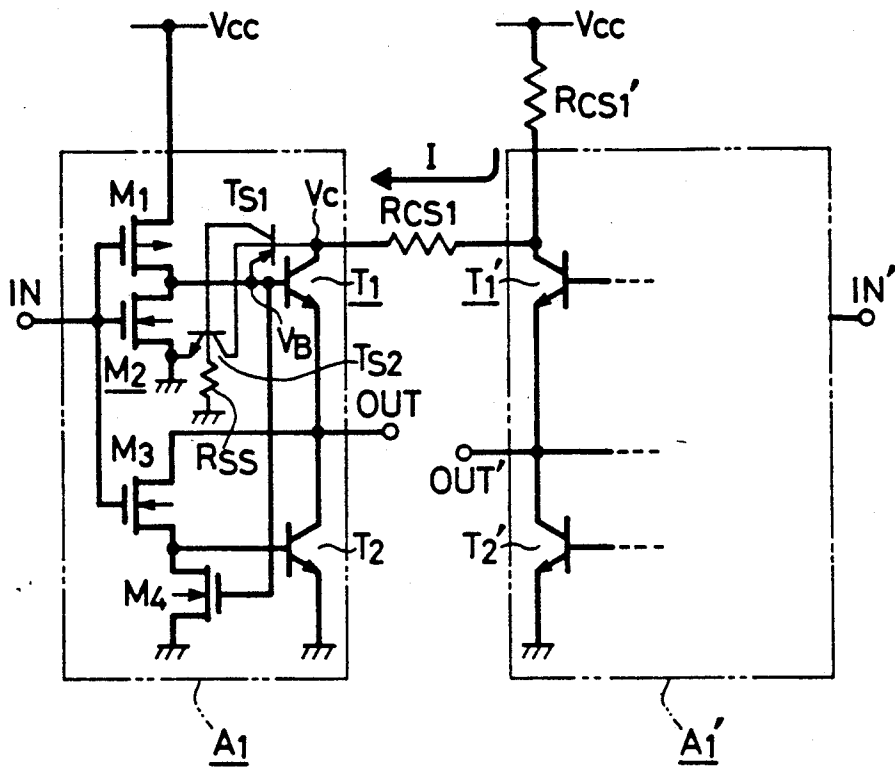 Vcc
Vcc
RCS1'
I
M1
TS1
Vc
RCS1
IN
T1
T1'
IN'
M2
VB
TS2
OUT
RSS
M3
OUT'
T2
T2'
M4
A1
A1'